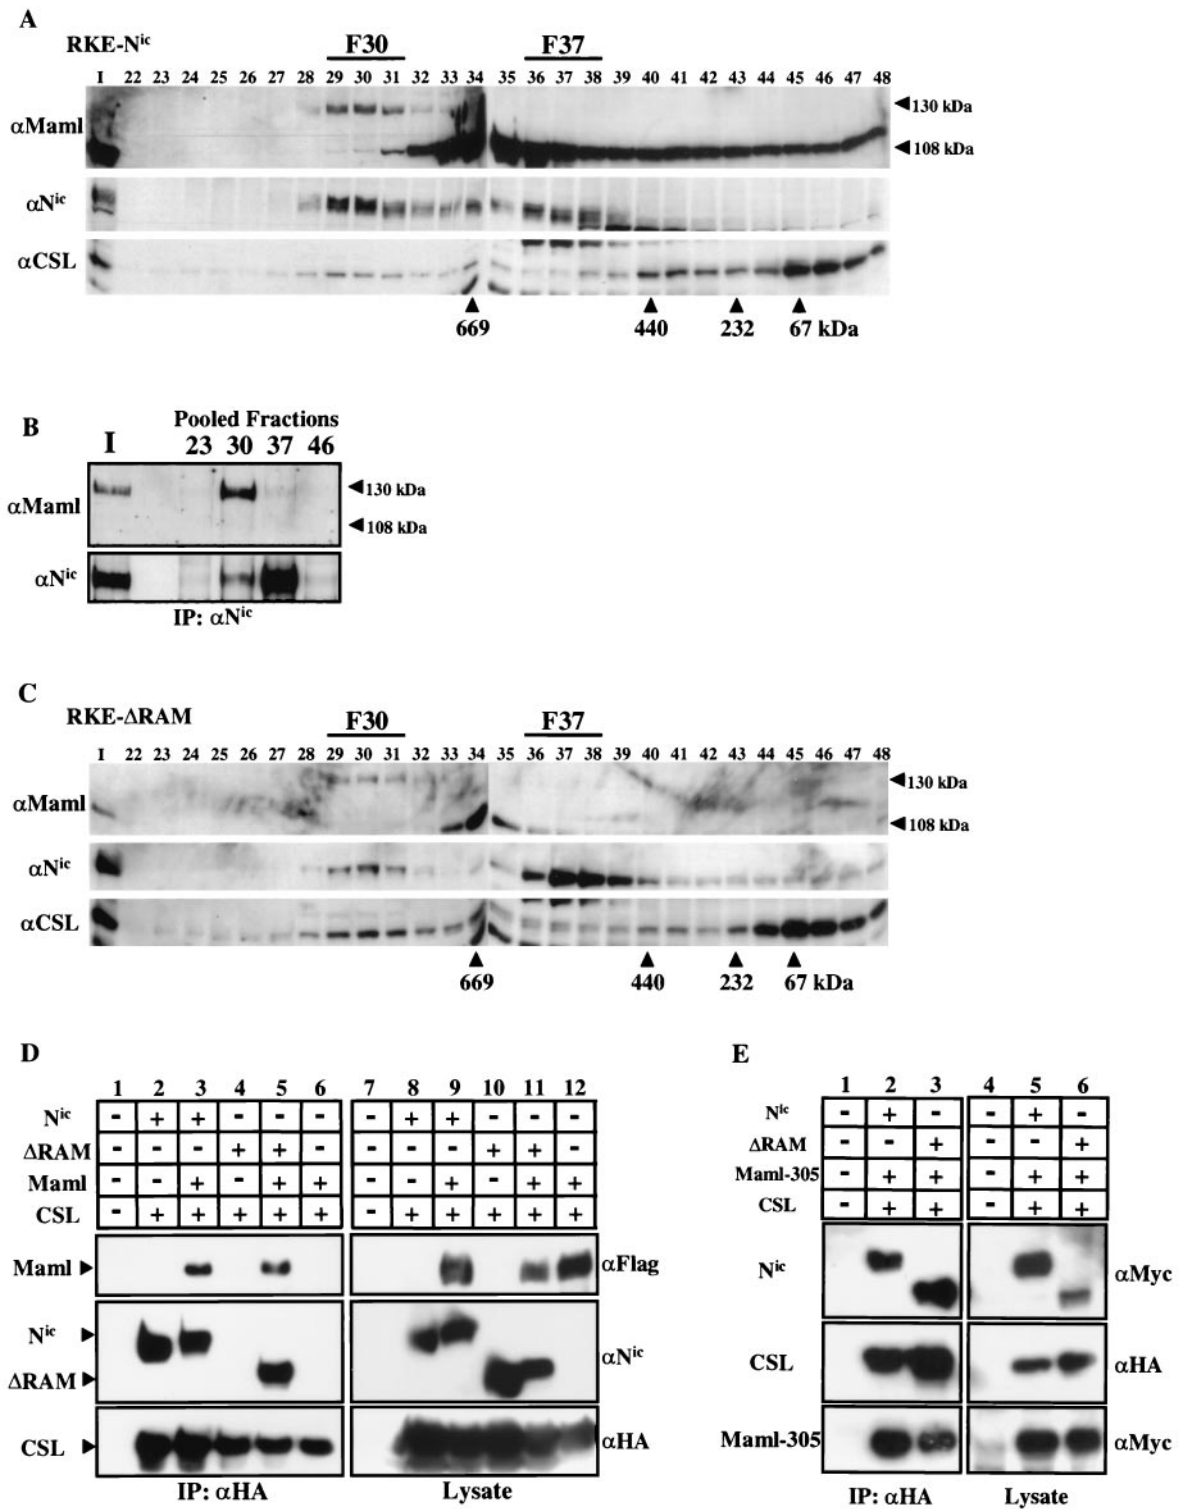 A
RKE-Nic F30 F37
I 22 23 24 25 26 27 28 29 30 31 32 33 34 35 36 37 38 39 40 41 42 43 44 45 46 47 48
αMaml
130 kDa
108 kDa
αNic
αCSL
669 440 232 67 kDa
B
Pooled Fractions
I 23 30 37 46
αMaml
130 kDa
108 kDa
αNic
IP: αNic
C
RKE-ΔRAM F30 F37
I 22 23 24 25 26 27 28 29 30 31 32 33 34 35 36 37 38 39 40 41 42 43 44 45 46 47 48
αMaml
130 kDa
108 kDa
αNic
αCSL
669 440 232 67 kDa
D
1 2 3 4 5 6 7 8 9 10 11 12
Nic - + + - - - - + + - - -
ΔRAM - - - + + - - - - + + -
Maml - - + - + + - - + - + +
CSL - + + + + + - + + + + +
Maml αFlag
Nic
ΔRAM
αNic
CSL αHA
IP: αHA Lysate
E
1 2 3 4 5 6
Nic - + - - + -
ΔRAM - - + - - +
Maml-305 - + + - + +
CSL - + + - + +
Nic αMyc
CSL αHA
Maml-305 αMyc
IP: αHA Lysate